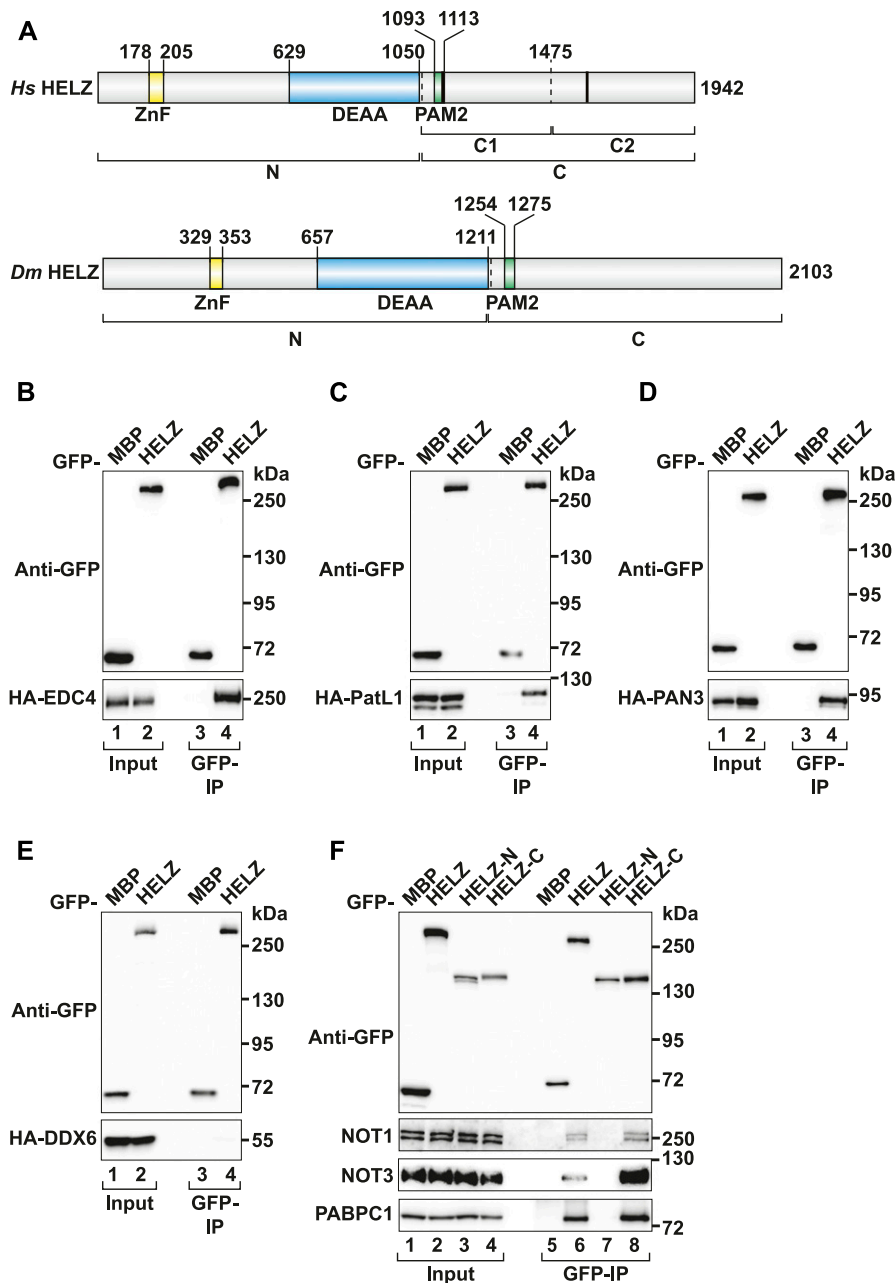 A
1093 1113
178 205 629 1050 1475
Hs HELZ 1942
ZnF DEAA PAM2
C1 C2
N C
1254 1275
329 353 657 1211
Dm HELZ 2103
ZnF DEAA PAM2
N C
B
GFP- MBP HELZ MBP HELZ
kDa
250
Anti-GFP
130
95
72
HA-EDC4 250
1 2 3 4
Input GFP-IP
C
GFP- MBP HELZ MBP HELZ
kDa
250
130
Anti-GFP
95
72
130
HA-PatL1
1 2 3 4
Input GFP-IP
D
GFP- MBP HELZ MBP HELZ
kDa
250
130
Anti-GFP
95
72
HA-PAN3 95
1 2 3 4
Input GFP-IP
E
GFP- MBP HELZ MBP HELZ
kDa
250
130
Anti-GFP
95
72
HA-DDX6 55
1 2 3 4
Input GFP-IP
F
GFP- MBP HELZ HELZ-N HELZ-C MBP HELZ HELZ-N HELZ-C
kDa
250
130
Anti-GFP
95
72
NOT1 250
130
NOT3
PABPC1 72
1 2 3 4 5 6 7 8
Input GFP-IP